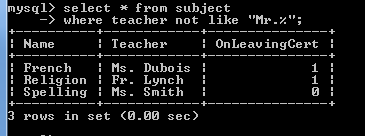 mysql> select * from subject
    -> where teacher not like "Mr.%";
+-----------+------------+---------------+
| Name      | Teacher    | OnLeavingCert |
+-----------+------------+---------------+
| French    | Ms. Dubois |             1 |
| Religion  | Fr. Lynch  |             1 |
| Spelling  | Ms. Smith  |             0 |
+-----------+------------+---------------+
3 rows in set (0.00 sec)